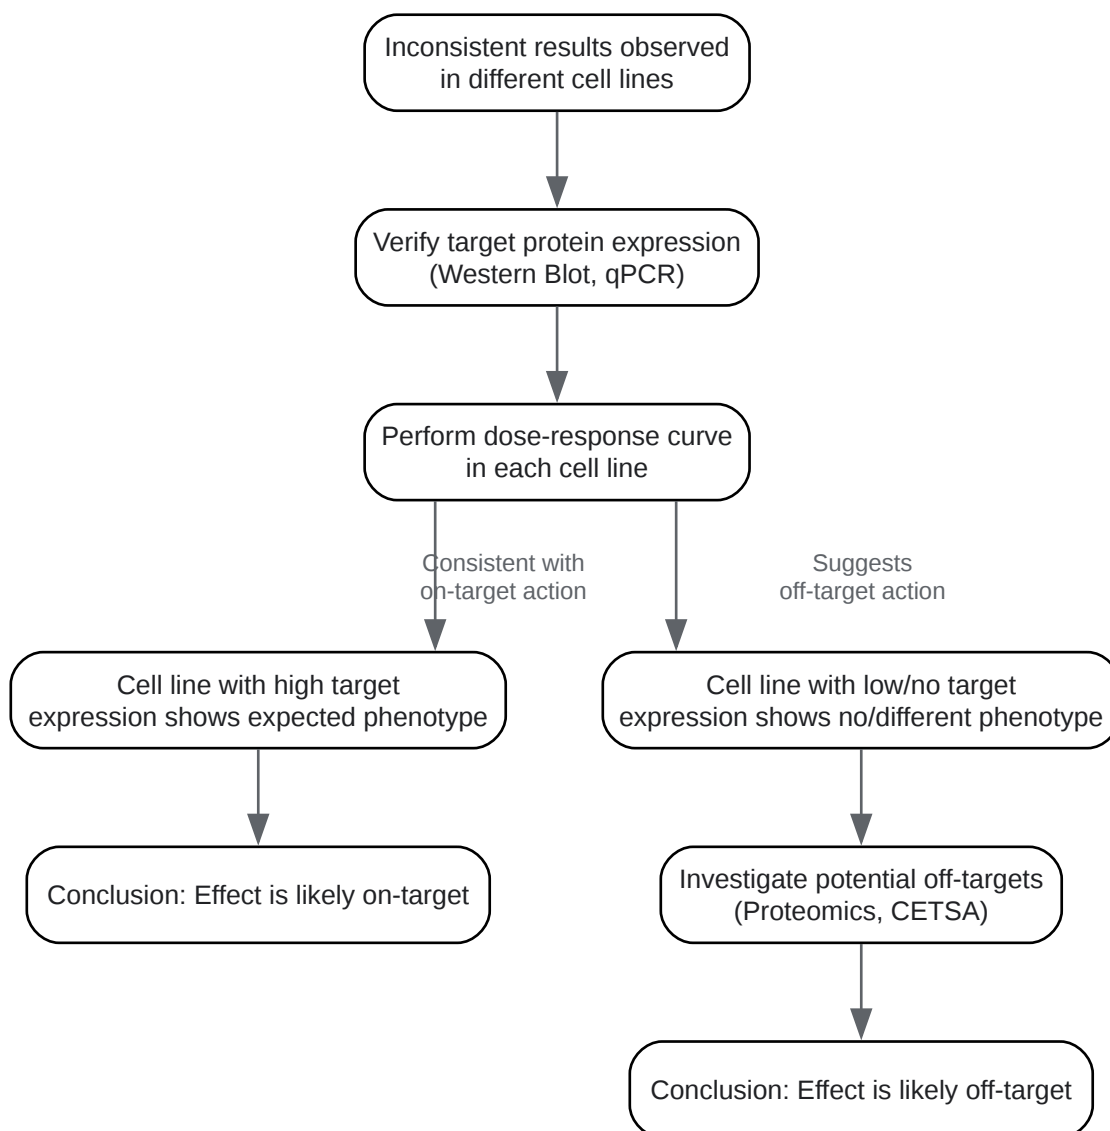 Inconsistent results observed
in different cell lines
Verify target protein expression
(Western Blot, qPCR)
Perform dose-response curve
in each cell line
Consistent with
on-target action
Suggests
off-target action
Cell line with high target
expression shows expected phenotype
Cell line with low/no target
expression shows no/different phenotype
Conclusion: Effect is likely on-target
Investigate potential off-targets
(Proteomics, CETSA)
Conclusion: Effect is likely off-target